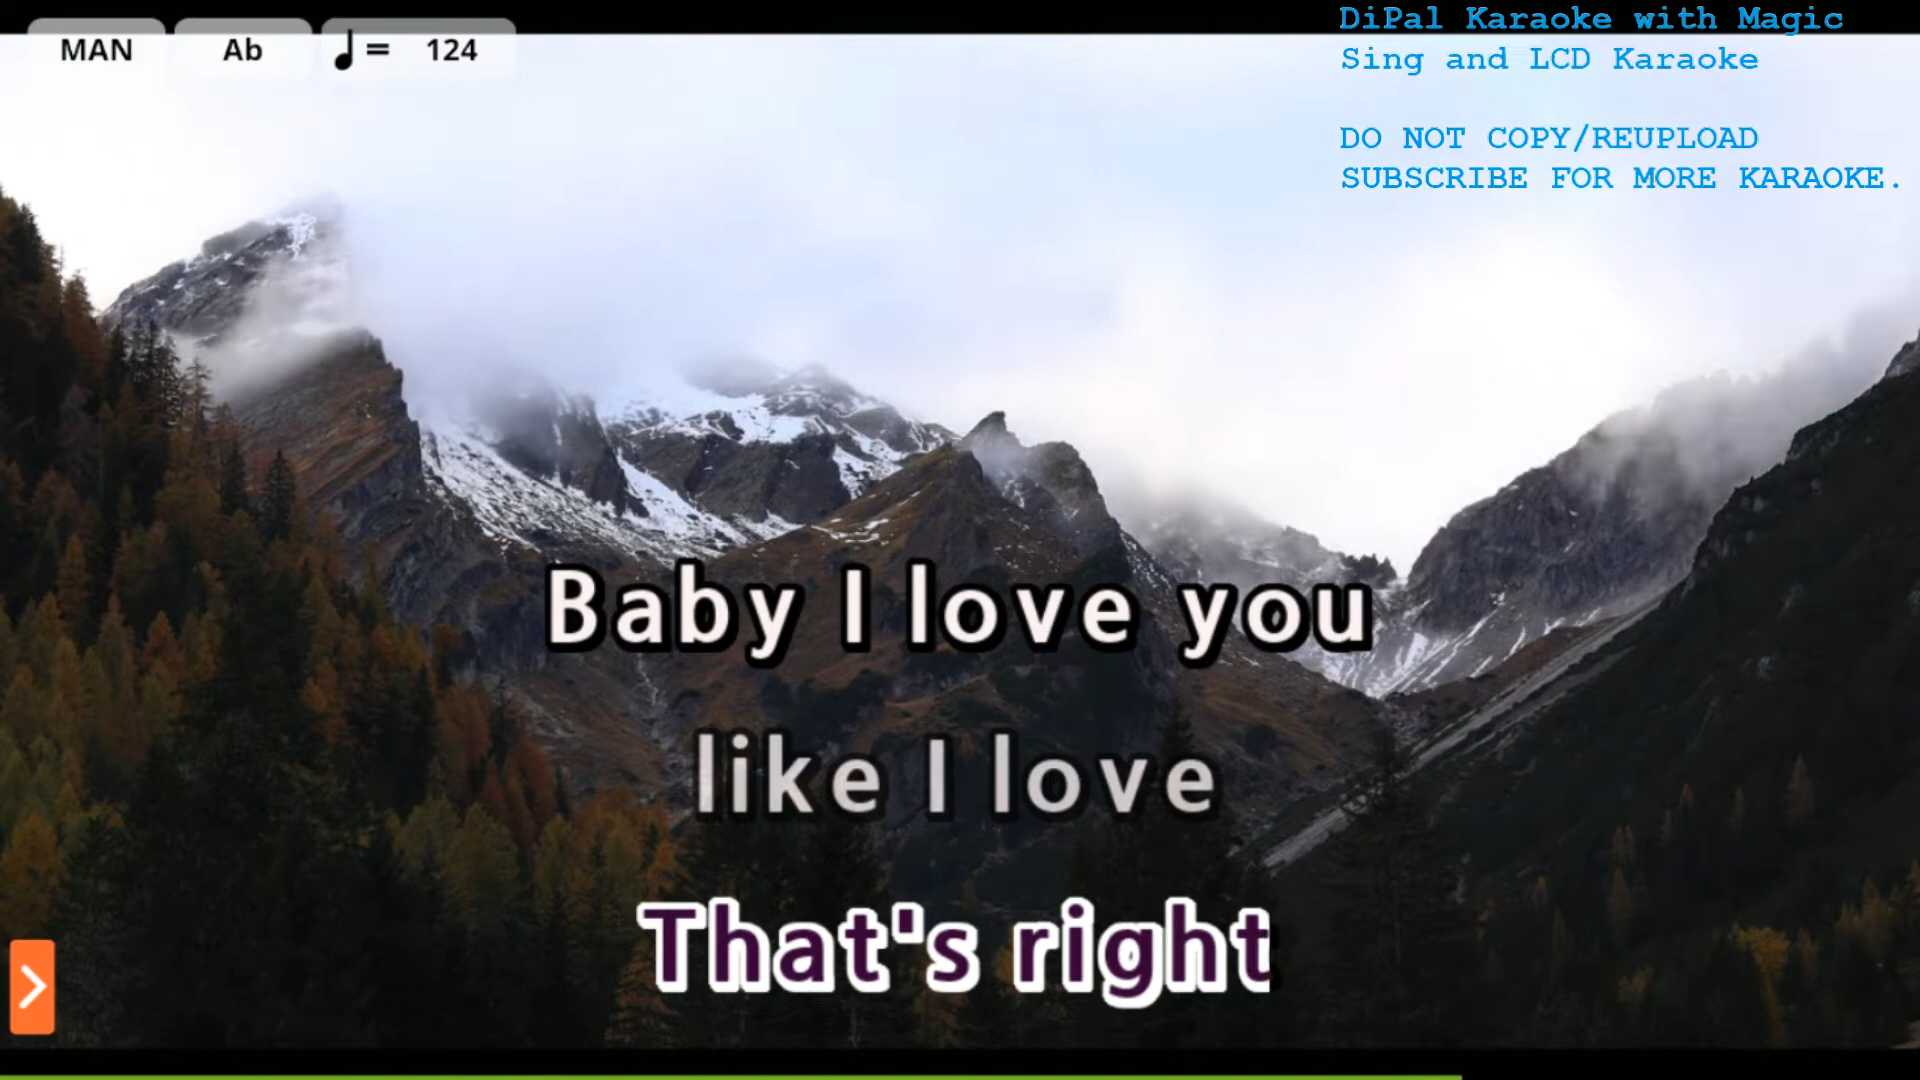 MAN Ab ♩= 124
DiPal Karaoke with Magic
Sing and LCD Karaoke
DO NOT COPY/REUPLOAD
SUBSCRIBE FOR MORE KARAOKE.
Baby I love you
like I love
That's right